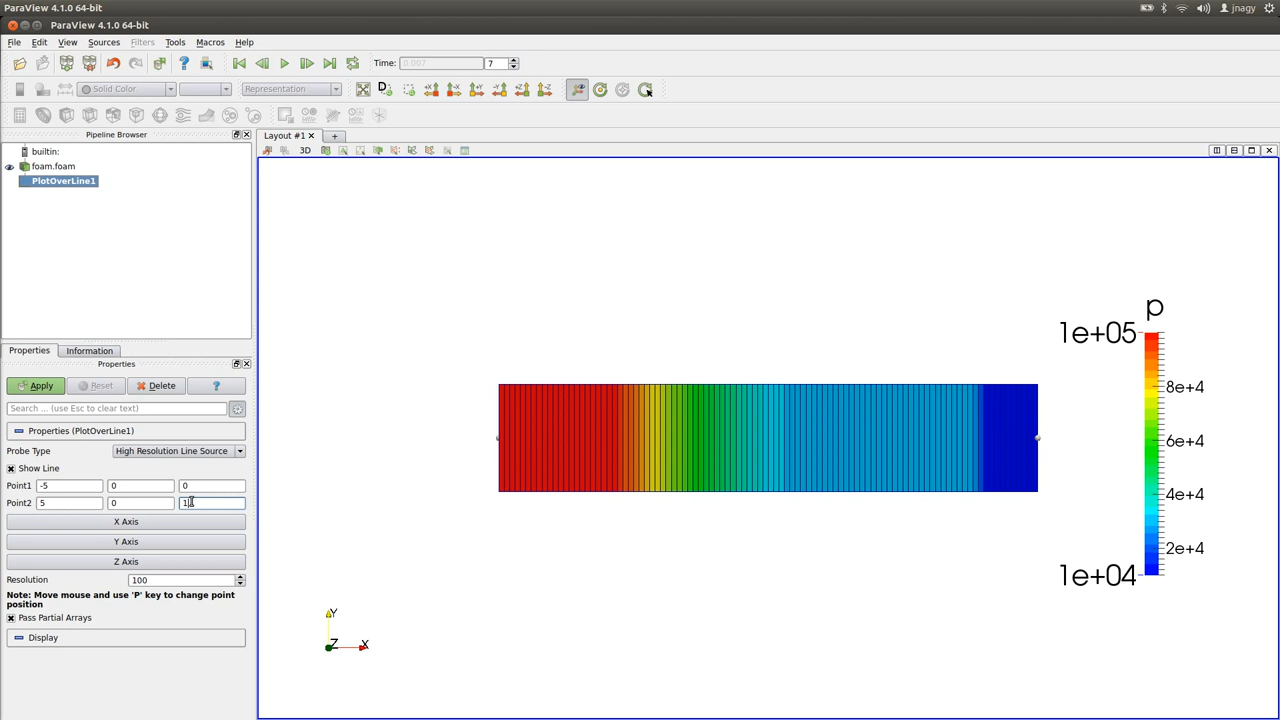 ParaView 4.1.0 64-bit
jnagy
ParaView 4.1.0 64-bit
File Edit View Sources Filters Tools Macros Help
Time: 0.007 7
Solid Color Representation
Pipeline Browser
Layout #1
builtin:
3D
foam.foam
PlotOverLine1
p
1e+05
8e+4
6e+4
4e+4
2e+4
1e+04
Properties Information
Properties
Apply Reset Delete ?
Search ... (use Esc to clear text)
Properties (PlotOverLine1)
Probe Type High Resolution Line Source
Show Line
Point1 -5 0 0
Point2 5 0 1
X Axis
Y Axis
Z Axis
Resolution 100
Note: Move mouse and use 'P' key to change point
position
Pass Partial Arrays
Display
Y
Z X